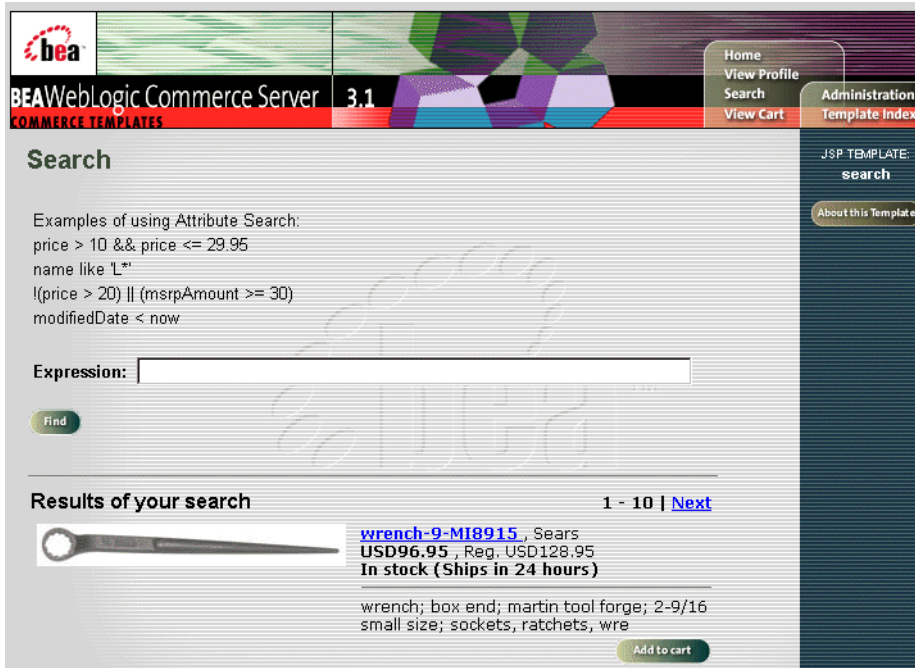 bea
BEAWebLogic Commerce Server 3.1
COMMERCE TEMPLATES
Home
View Profile
Search
View Cart
Administration
Template Index
JSP TEMPLATE:
search
About this Template
Search
Examples of using Attribute Search:
price > 10 && price <= 29.95
name like 'L*'
!(price > 20) || (msrpAmount >= 30)
modifiedDate < now
Expression:
Find
bea
Results of your search
1 - 10 | Next
wrench-9-MI8915 , Sears
USD96.95 , Reg. USD128.95
In stock (Ships in 24 hours)
wrench; box end; martin tool forge; 2-9/16
small size; sockets, ratchets, wre
Add to cart